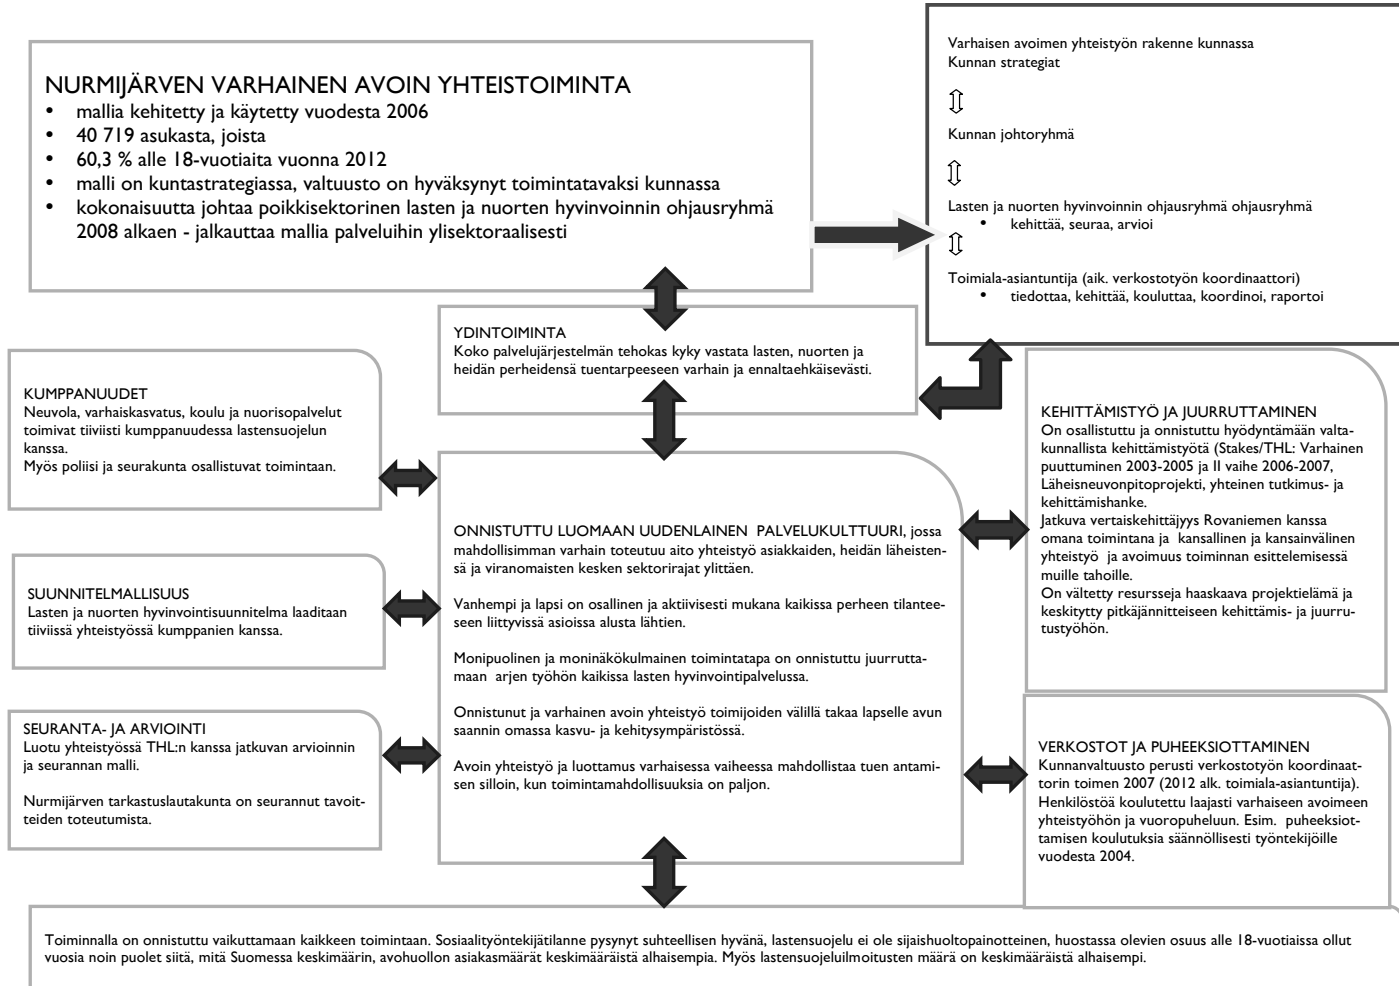 NURMIJÄRVEN VARHAINEN AVOIN YHTEISTOIMINTA
• mallia kehitetty ja käytetty vuodesta 2006
• 40 719 asukasta, joista
• 60,3 % alle 18-vuotiaita vuonna 2012
• malli on kuntastrategiassa, valtuusto on hyväksynyt toimintatavaksi kunnassa
• kokonaisuutta johtaa poikkisektorinen lasten ja nuorten hyvinvoinnin ohjausryhmä
2008 alkaen - jalkauttaa mallia palveluihin ylisektoraalisesti
Varhaisen avoimen yhteistyön rakenne kunnassa
Kunnan strategiat
Kunnan johtoryhmä
Lasten ja nuorten hyvinvoinnin ohjausryhmä ohjausryhmä
• kehittää, seuraa, arvioi
Toimiala-asiantuntija (aik. verkostotyön koordinaattori)
• tiedottaa, kehittää, kouluttaa, koordinoi, raportoi
YDINTOIMINTA
Koko palvelujärjestelmän tehokas kyky vastata lasten, nuorten ja
heidän perheidensä tuentarpeeseen varhain ja ennaltaehkäisevästi.
KUMPPANUUDET
Neuvola, varhaiskasvatus, koulu ja nuorisopalvelut
toimivat tiiviisti kumppanuudessa lastensuojelun
kanssa.
Myös poliisi ja seurakunta osallistuvat toimintaan.
SUUNNITELMALLISUUS
Lasten ja nuorten hyvinvointisuunnitelma laaditaan
tiiviissä yhteistyössä kumppanien kanssa.
SEURANTA- JA ARVIOINTI
Luotu yhteistyössä THL:n kanssa jatkuvan arvioinnin
ja seurannan malli.
Nurmijärven tarkastuslautakunta on seurannut tavoit-
teiden toteutumista.
ONNISTUTTU LUOMAAN UUDENLAINEN PALVELUKULTTUURI, jossa
mahdollisimman varhain toteutuu aito yhteistyö asiakkaiden, heidän läheisten-
sä ja viranomaisten kesken sektorirajat ylittäen.
Vanhempi ja lapsi on osallinen ja aktiivisesti mukana kaikissa perheen tilantee-
seen liittyvissä asioissa alusta lähtien.
Monipuolinen ja moninäkökulmainen toimintatapa on onnistuttu juurrutta-
maan arjen työhön kaikissa lasten hyvinvointipalvelussa.
Onnistunut ja varhainen avoin yhteistyö toimijoiden välillä takaa lapselle avun
saannin omassa kasvu- ja kehitysympäristössä.
Avoin yhteistyö ja luottamus varhaisessa vaiheessa mahdollistaa tuen antami-
sen silloin, kun toimintamahdollisuuksia on paljon.
KEHITTÄMISTYÖ JA JUURRUTTAMINEN
On osallistuttu ja onnistuttu hyödyntämään valta-
kunnallista kehittämistyötä (Stakes/THL: Varhainen
puuttuminen 2003-2005 ja II vaihe 2006-2007,
Läheisneuvonpitoprojekti, yhteinen tutkimus- ja
kehittämishanke.
Jatkuva vertaiskehittäjyys Rovaniemen kanssa
omana toimintana ja kansallinen ja kansainvälinen
yhteistyö ja avoimuus toiminnan esittelemisessä
muille tahoille.
On vältetty resursseja haaskaava projektielämä ja
keskitytty pitkäjännitteiseen kehittämis- ja juurru-
tustyöhön.
VERKOSTOT JA PUHEEKSIOTTAMINEN
Kunnanvaltuusto perusti verkostotyön koordinaat-
torin toimen 2007 (2012 alk. toimiala-asiantuntija).
Henkilöstöä koulutettu laajasti varhaiseen avoimeen
yhteistyöhön ja vuoropuheluun. Esim. puheeksiot-
tamisen koulutuksia säännöllisesti työntekijöille
vuodesta 2004.
Toiminnalla on onnistuttu vaikuttamaan kaikkeen toimintaan. Sosiaalityöntekijätilanne pysynyt suhteellisen hyvänä, lastensuojelu ei ole sijaishuoltopainotteinen, huostassa olevien osuus alle 18-vuotiaissa ollut
vuosia noin puolet siitä, mitä Suomessa keskimäärin, avohuollon asiakasmäärät keskimääräistä alhaisempia. Myös lastensuojeluilmoitusten määrä on keskimääräistä alhaisempi.